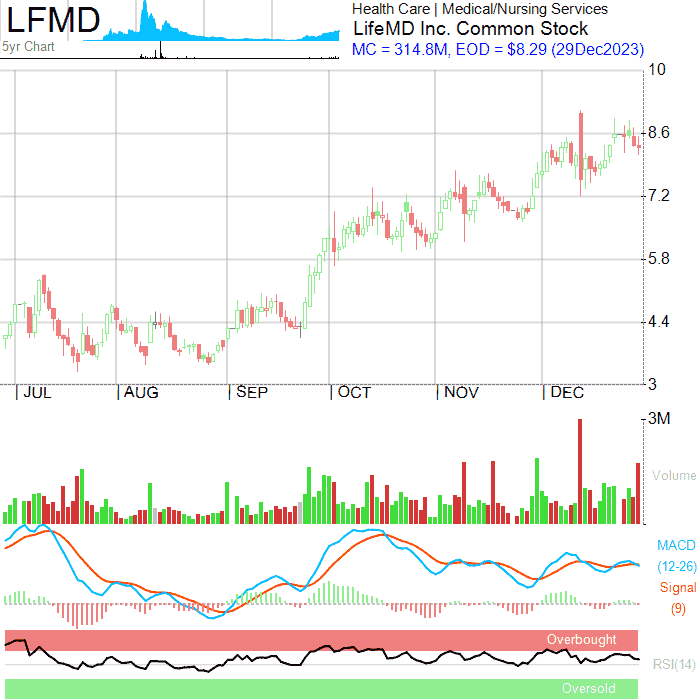 LFMD
5yr Chart
Health Care | Medical/Nursing Services
LifeMD Inc. Common Stock
MC = 314.8M, EOD = $8.29 (29Dec2023)
10
8.6
7.2
5.8
4.4
3
JUL AUG SEP OCT NOV DEC
3M
Volume
MACD
(12-26)
Signal
(9)
Overbought
RSI(14)
Oversold